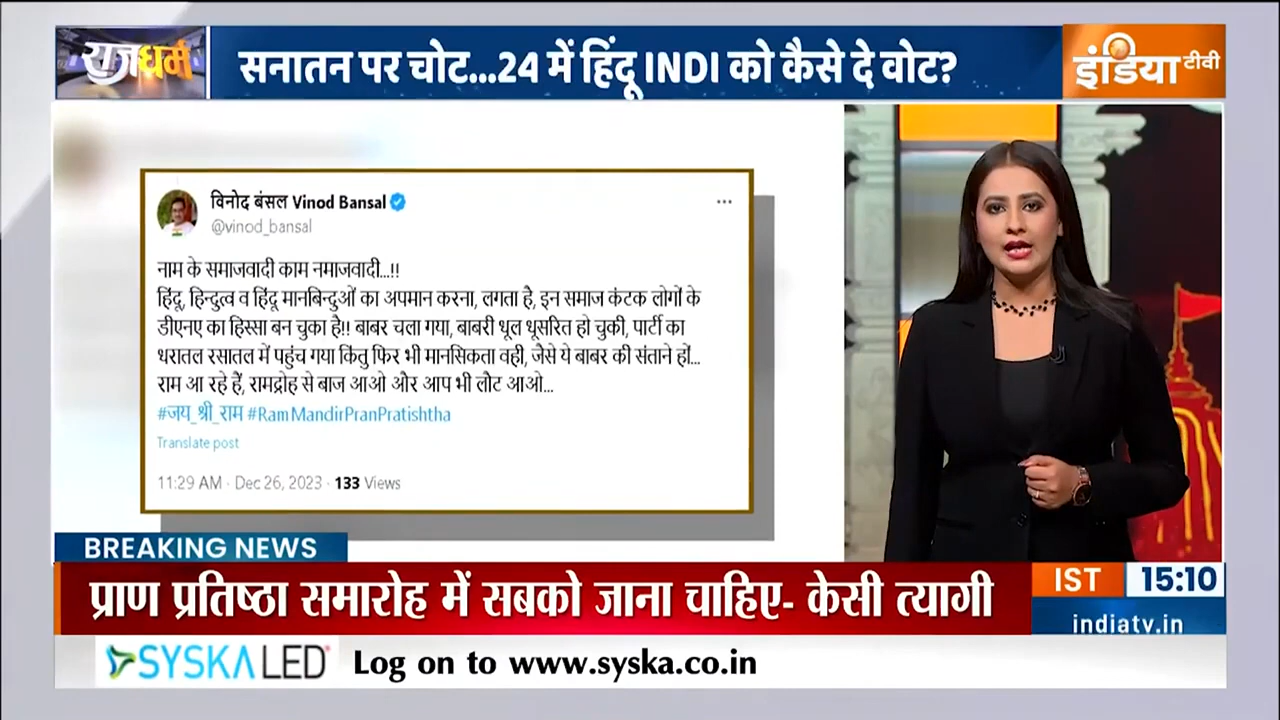 राजधर्म
सनातन पर चोट...24 में हिंदू INDI को कैसे दे वोट?
इंडिया टीवी
विनोद बंसल Vinod Bansal
@vinod_bansal
नाम के समाजवादी काम नमाजवादी...!!
हिंदू, हिन्दुत्व व हिंदू मानबिन्दुओं का अपमान करना, लगता है, इन समाज कंटक लोगों के
डीएनए का हिस्सा बन चुका है!! बाबर चला गया, बाबरी धूल धूसरित हो चुकी, पार्टी का
धरातल रसातल में पहुंच गया किंतु फिर भी मानसिकता वही, जैसे ये बाबर की संताने हों...
राम आ रहे हैं, रामद्रोह से बाज आओ और आप भी लौट आओ...
#जय_श्री_राम #RamMandirPranPratishtha
Translate post
11:29 AM · Dec 26, 2023 · 133 Views
BREAKING NEWS
प्राण प्रतिष्ठा समारोह में सबको जाना चाहिए- केसी त्यागी
IST 15:10
indiatv.in
SYSKA LED Log on to www.syska.co.in